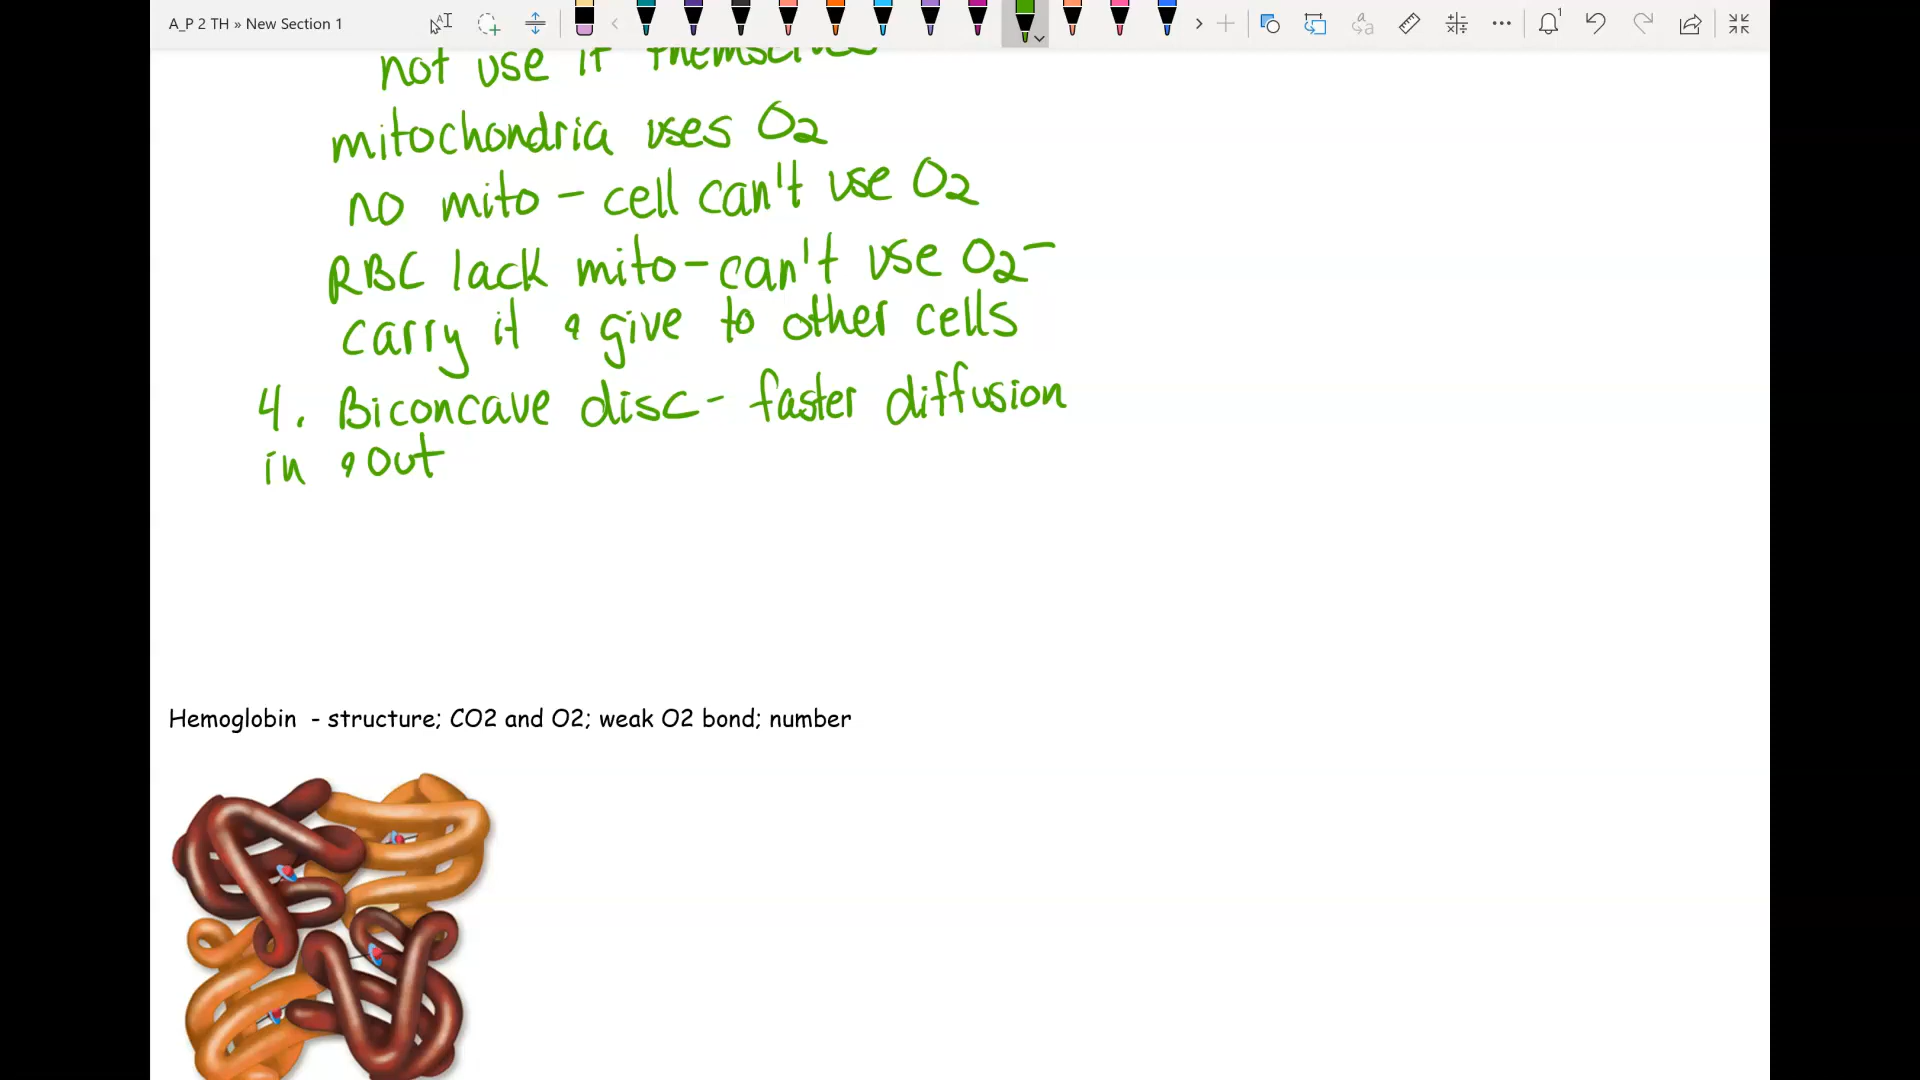 A_P 2 TH » New Section 1
not use it themselves
mitochondria uses O2
no mito - cell can't use O2
RBC lack mito - can't use O2 -
carry it & give to other cells
4. Biconcave disc - faster diffusion
in & out
Hemoglobin - structure; CO2 and O2; weak O2 bond; number